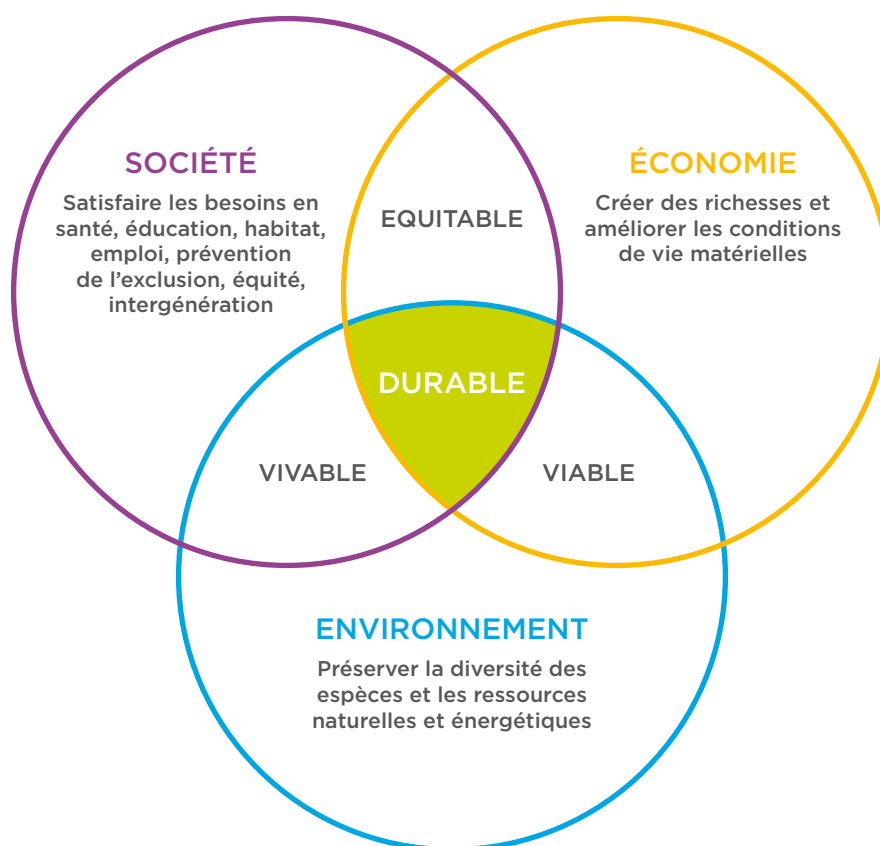 SOCIÉTÉ
Satisfaire les besoins en
santé, éducation, habitat,
emploi, prévention
de l'exclusion, équité,
intergénération
EQUITABLE
ÉCONOMIE
Créer des richesses et
améliorer les conditions
de vie matérielles
DURABLE
VIVABLE
VIABLE
ENVIRONNEMENT
Préserver la diversité des
espèces et les ressources
naturelles et énergétiques